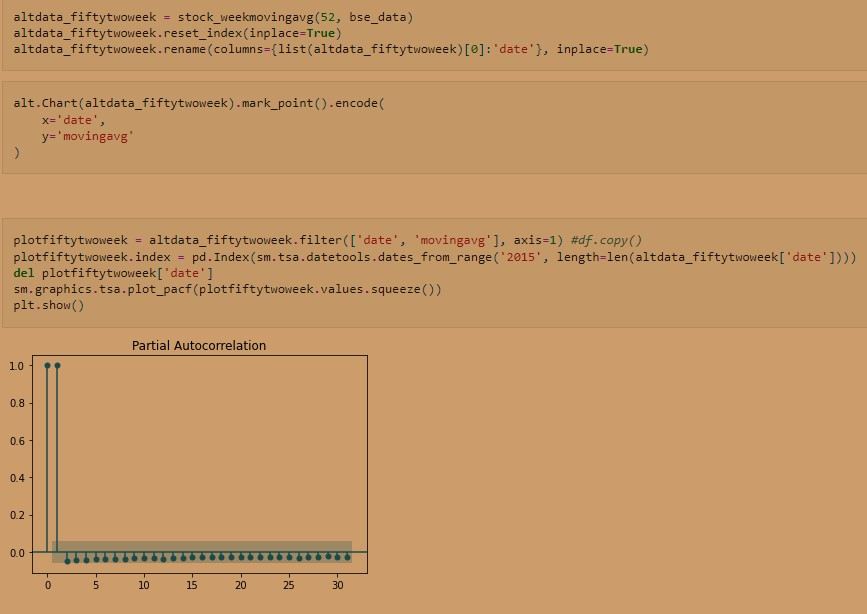 altdata_fiftytwoweek = stock_weekmovingavg(52, bse_data)
altdata_fiftytwoweek.reset_index(inplace=True)
altdata_fiftytwoweek.rename(columns={list(altdata_fiftytwoweek)[0]:'date'}, inplace=True)
alt.Chart(altdata_fiftytwoweek).mark_point().encode(
x='date',
y='movingavg'
)
plotfiftytwoweek = altdata_fiftytwoweek.filter(['date', 'movingavg'], axis=1) #df.copy()
plotfiftytwoweek.index = pd.Index(sm.tsa.datetools.dates_from_range('2015', length=len(altdata_fiftytwoweek['date'])))
del plotfiftytwoweek['date']
sm.graphics.tsa.plot_pacf(plotfiftytwoweek.values.squeeze())
plt.show()
Partial Autocorrelation
1.0
0.8
0.6
0.4
0.2
0.0
0 5 10 15 20 25 30